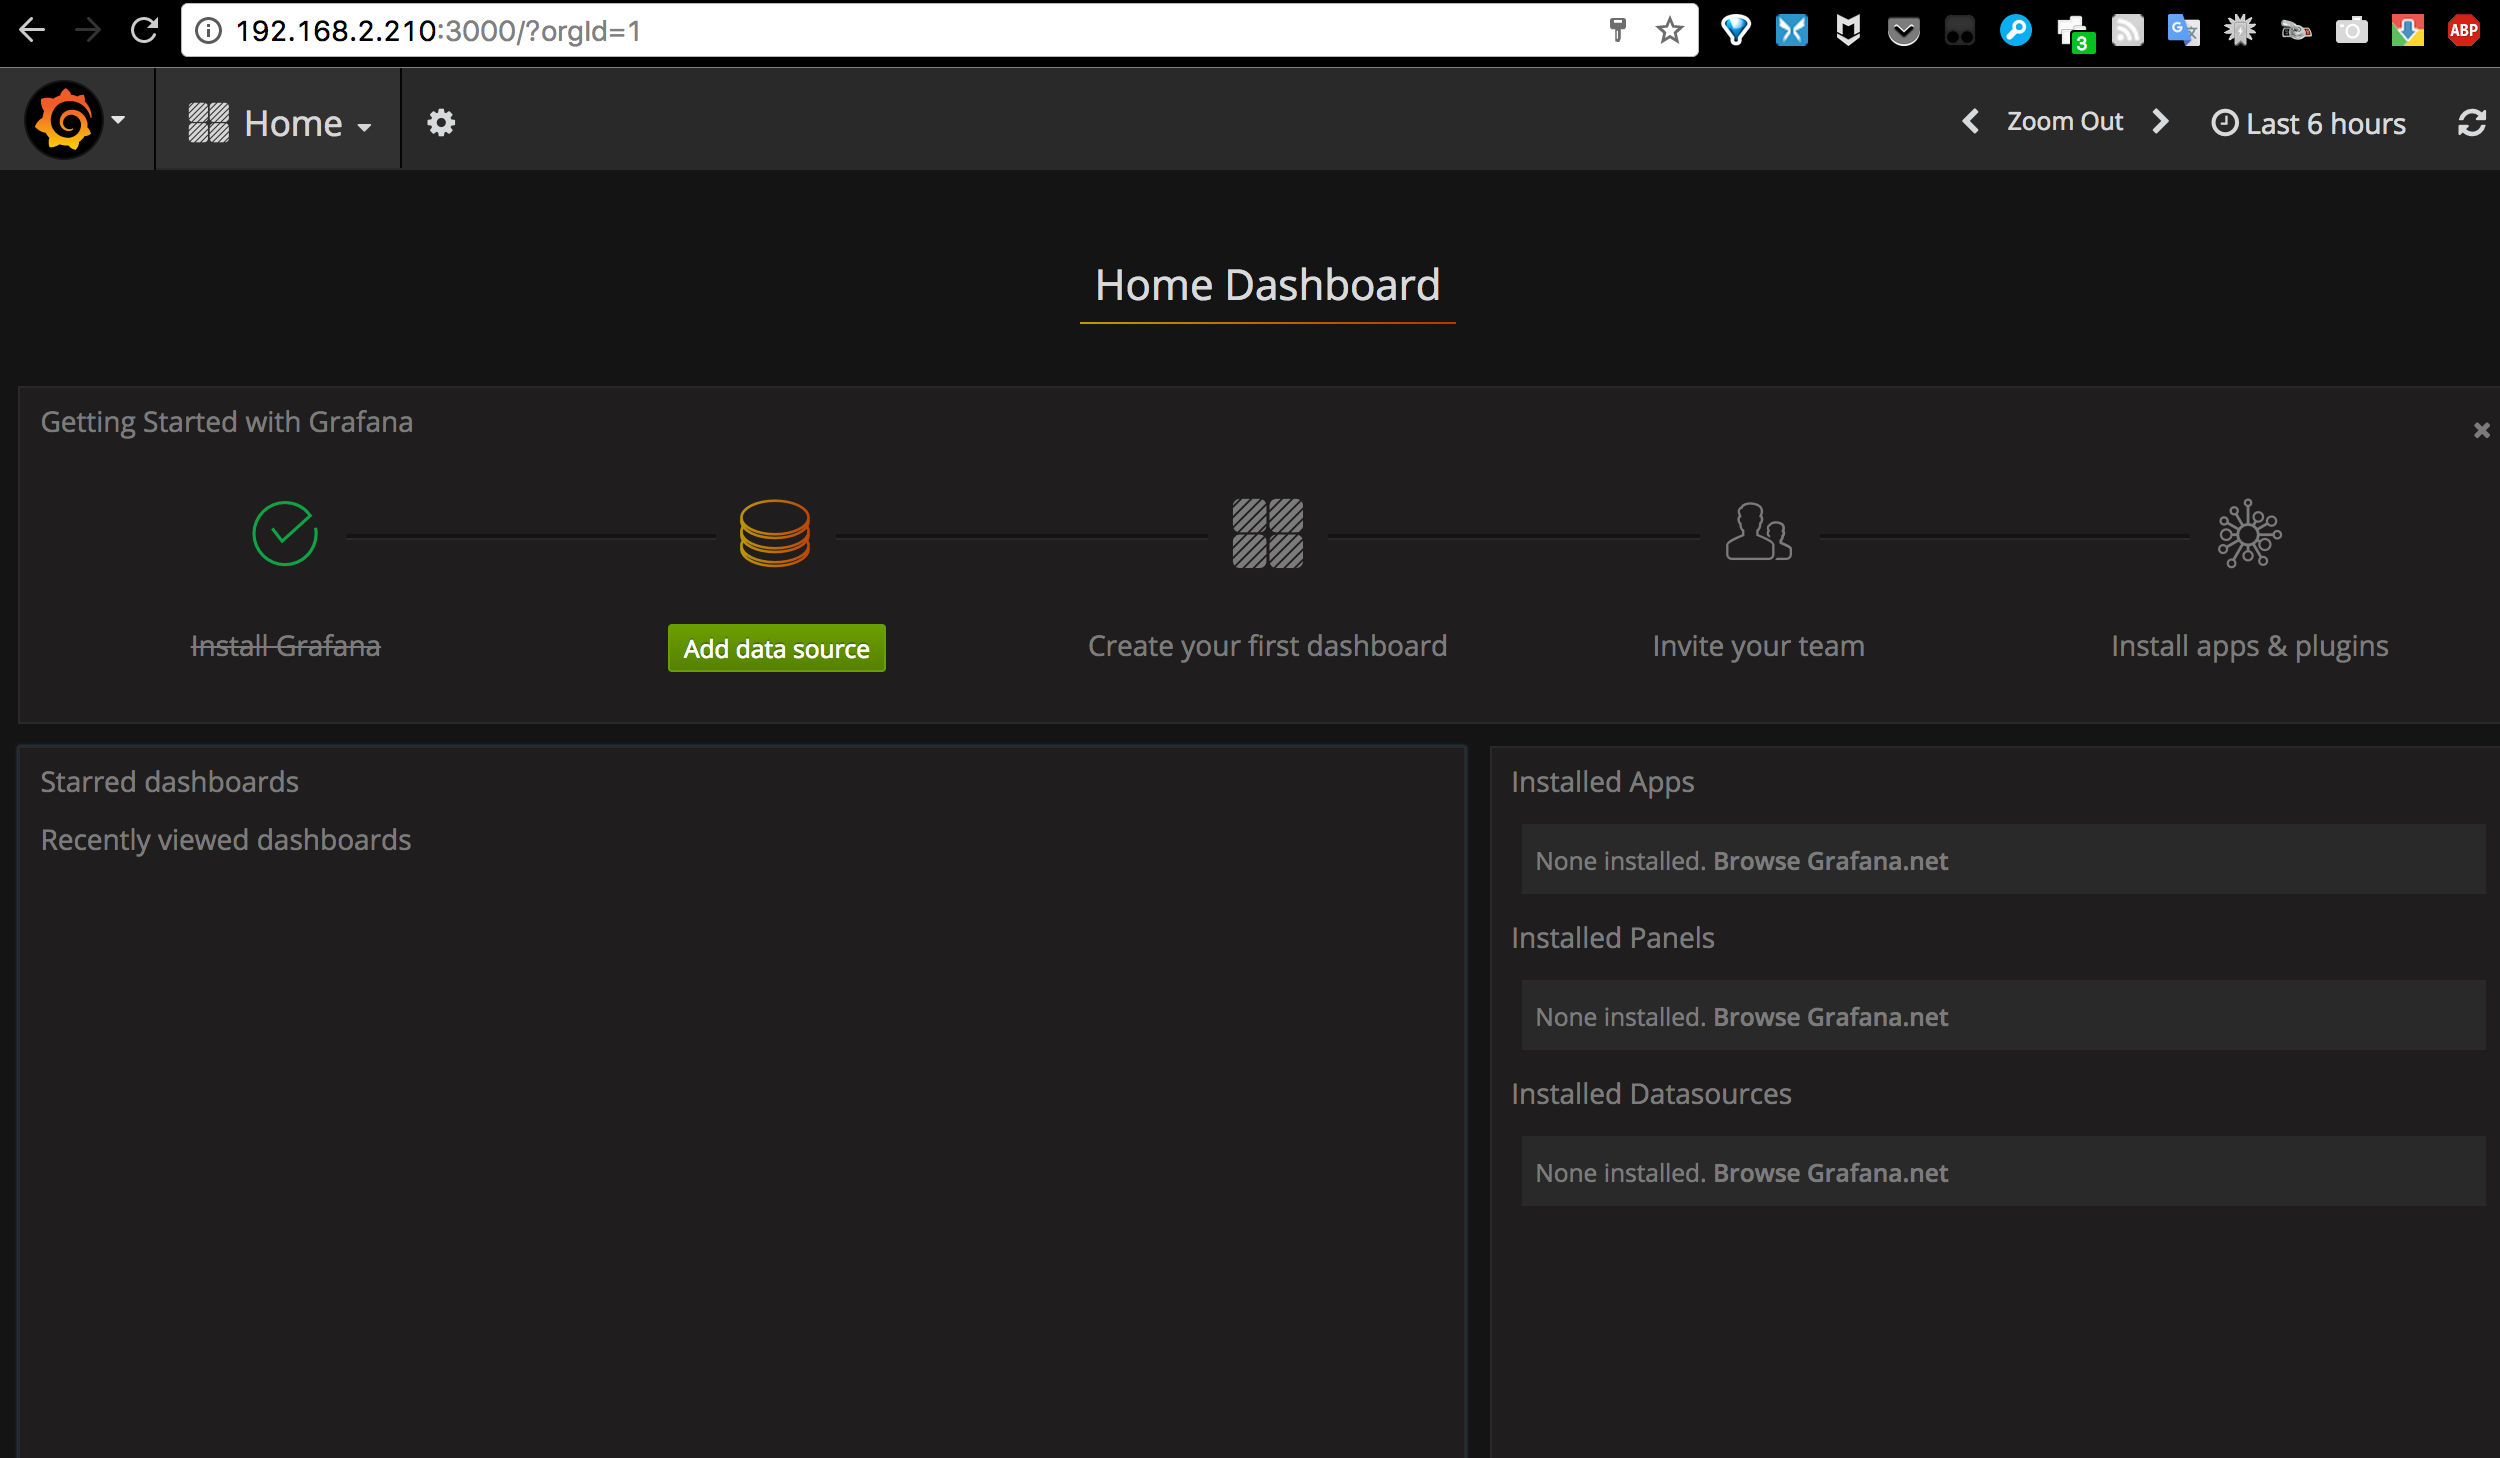 192.168.2.210:3000/?orgId=1
3
ABP
Home
Zoom Out
Last 6 hours
Home Dashboard
Getting Started with Grafana
Install Grafana
Add data source
Create your first dashboard
Invite your team
Install apps & plugins
Starred dashboards
Recently viewed dashboards
Installed Apps
None installed. Browse Grafana.net
Installed Panels
None installed. Browse Grafana.net
Installed Datasources
None installed. Browse Grafana.net